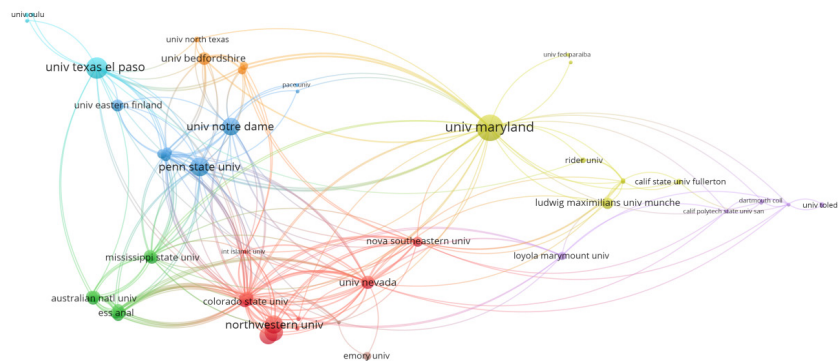 univ oulu
univ north texas
univ texas el paso
univ bedfordshire
univ fed paraiba
pace univ
univ eastern finland
univ notre dame
univ maryland
penn state univ
rider univ
calif state univ fullerton
ludwig maximilians univ munche
dartmouth coll
univ toled
calif polytech state univ san
nova southeastern univ
int islamic univ
mississippi state univ
loyola marymount univ
univ nevada
australian natl univ
colorado state univ
ess anal
northwestern univ
emory univ